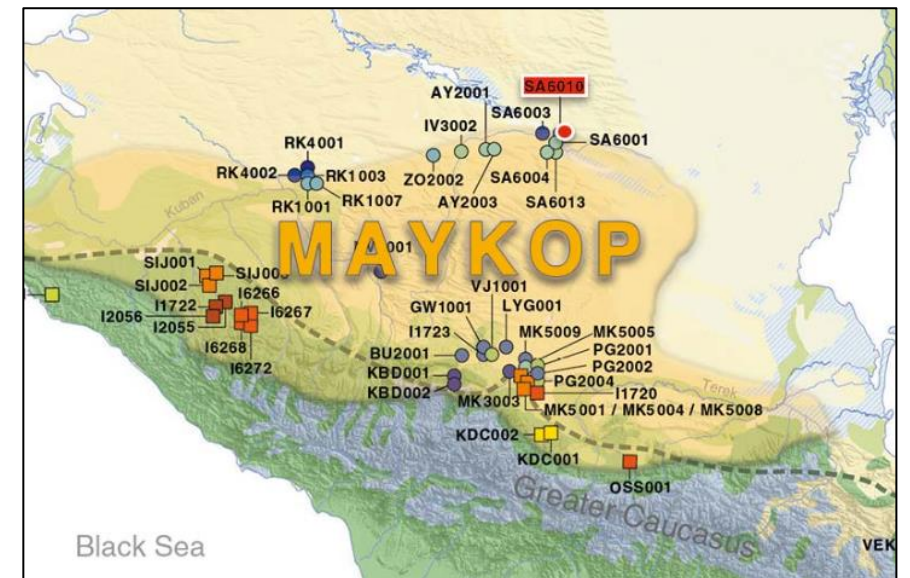 SA6010
AY2001
SA6003
IV3002
SA6001
RK4001
RK4002
RK1003
ZO2002
SA6004
RK1007
AY2003
SA6013
RK1001
Kuban
MAYKOP
SIJ001
SIJ002
I6266
I1722
I6267
I2056
I2055
I6268
I6272
VJ1001
GW1001
LYG001
I1723
MK5009
MK5005
BU2001
PG2001
PG2002
KBD001
PG2004
Terek
KBD002
I1720
MK3003
MK5001 / MK5004 / MK5008
KDC002
KDC001
OSS001
Greater Caucasus
Black Sea
VEK